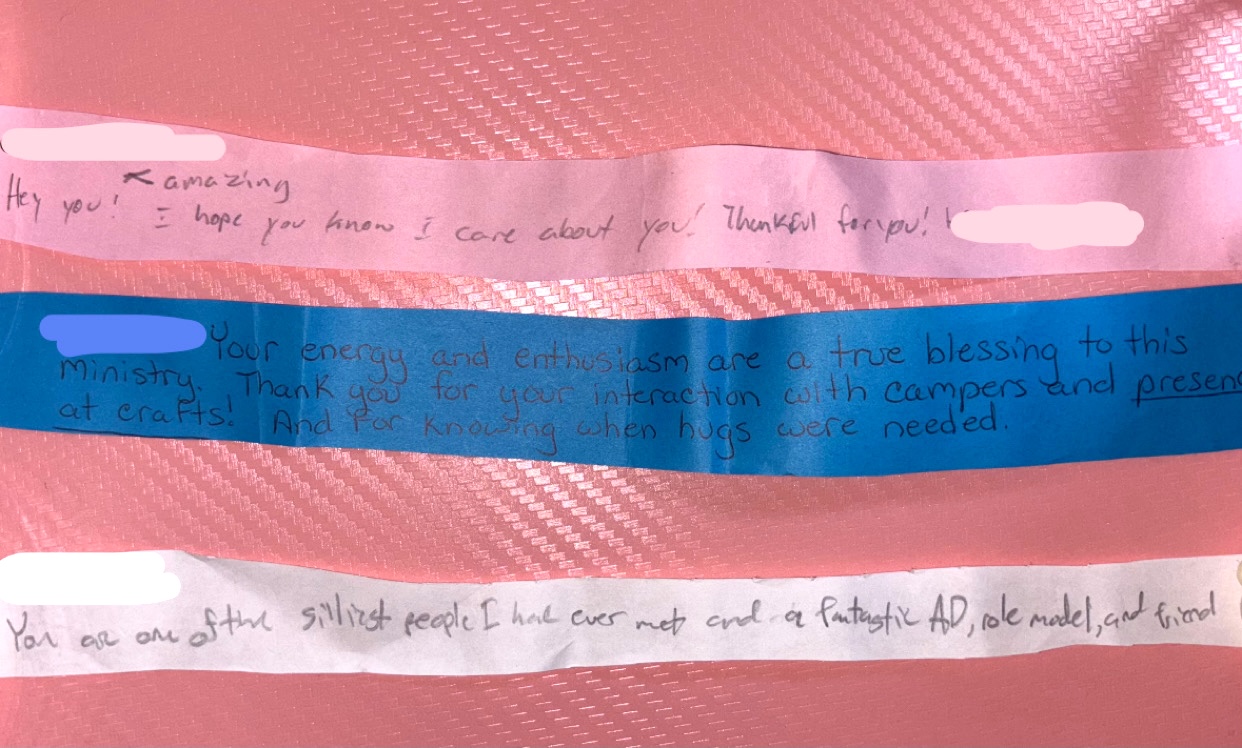 Hey you! < amazing
I hope you know I care about you! Thankful for you!
Your energy and enthusiasm are a true blessing to this
ministry. Thank you for your interaction with campers and
at crafts! And for knowing when hugs were needed.
You are one of the silliest people I have ever met and a fantastic AD, role model, and friend